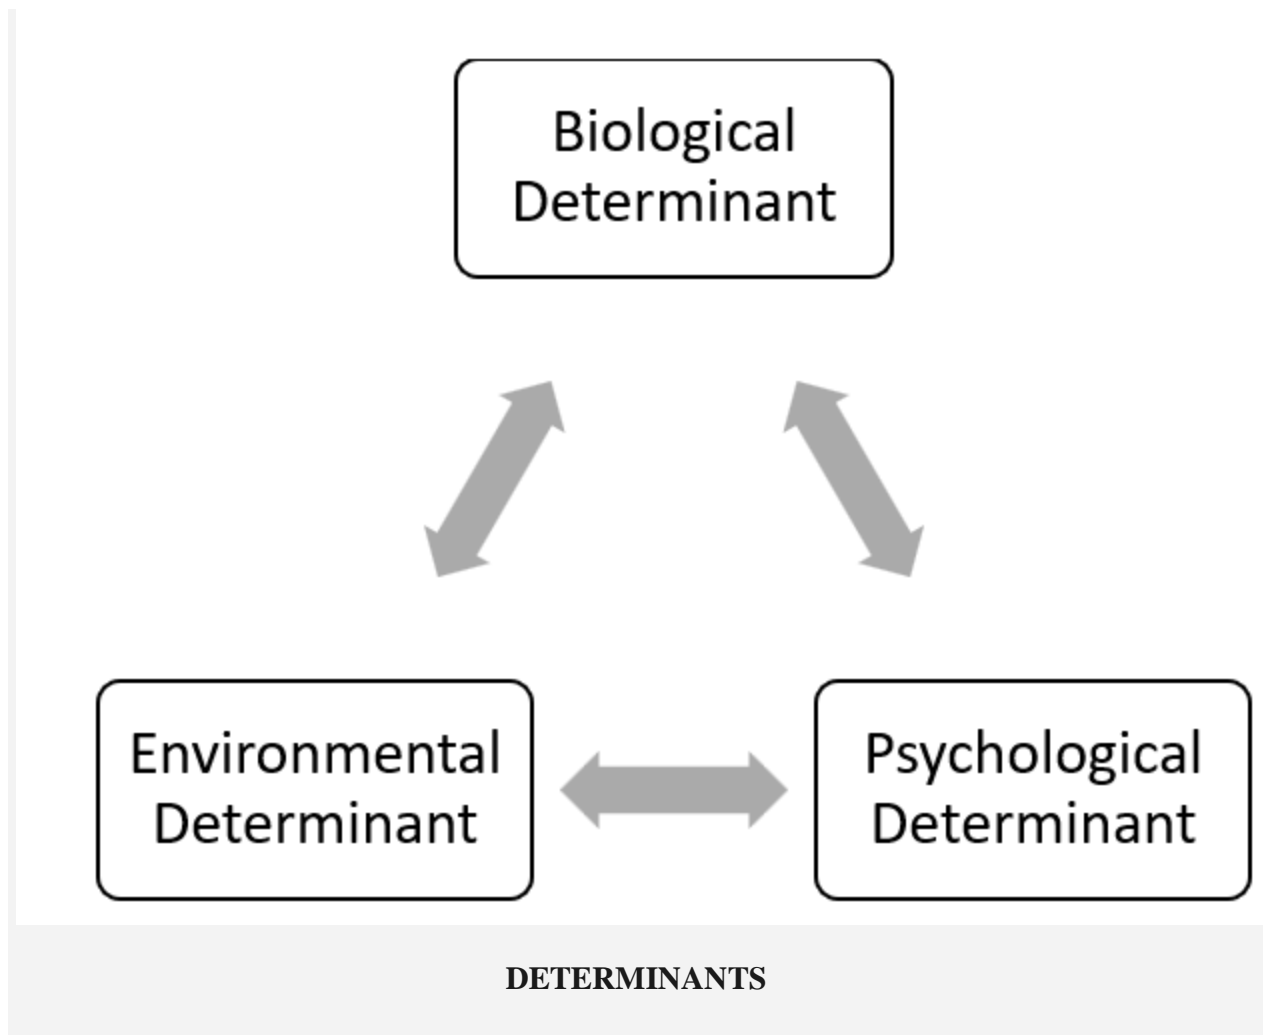 Biological
Determinant
Environmental
Determinant
Psychological
Determinant
DETERMINANTS